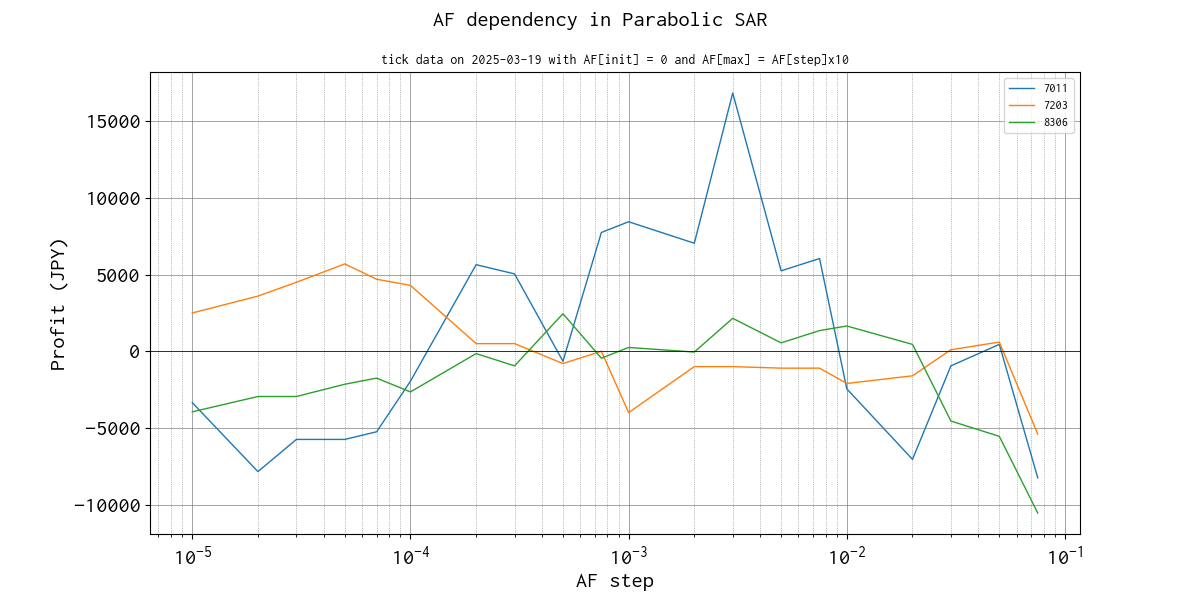 AF dependency in Parabolic SAR
tick data on 2025-03-19 with AF[init] = 0 and AF[max] = AF[step]x10
7011
7203
8306
15000
10000
5000
0
−5000
−10000
Profit (JPY)
10⁻⁵ 10⁻⁴ 10⁻³ 10⁻² 10⁻¹
AF step